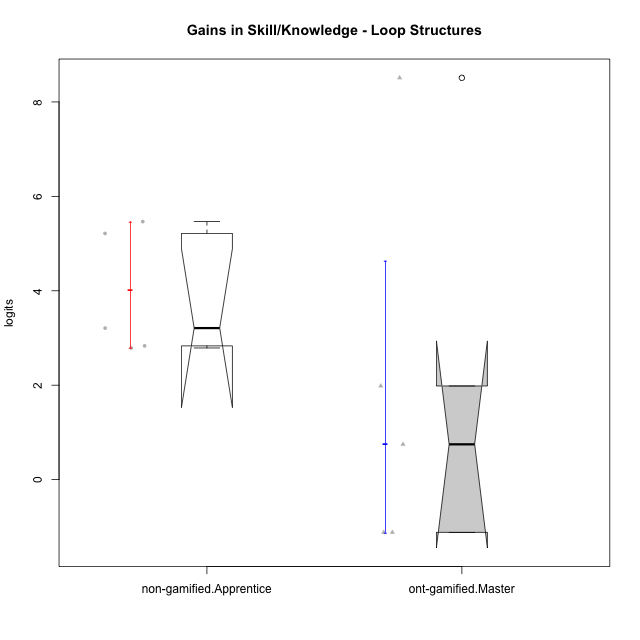 Gains in Skill/Knowledge - Loop Structures
8
6
4
2
0
logits
non-gamified.Apprentice
ont-gamified.Master